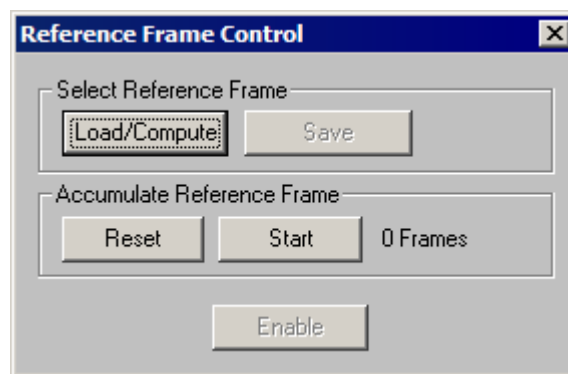 Reference Frame Control
Select Reference Frame
Load/Compute Save
Accumulate Reference Frame
Reset Start 0 Frames
Enable